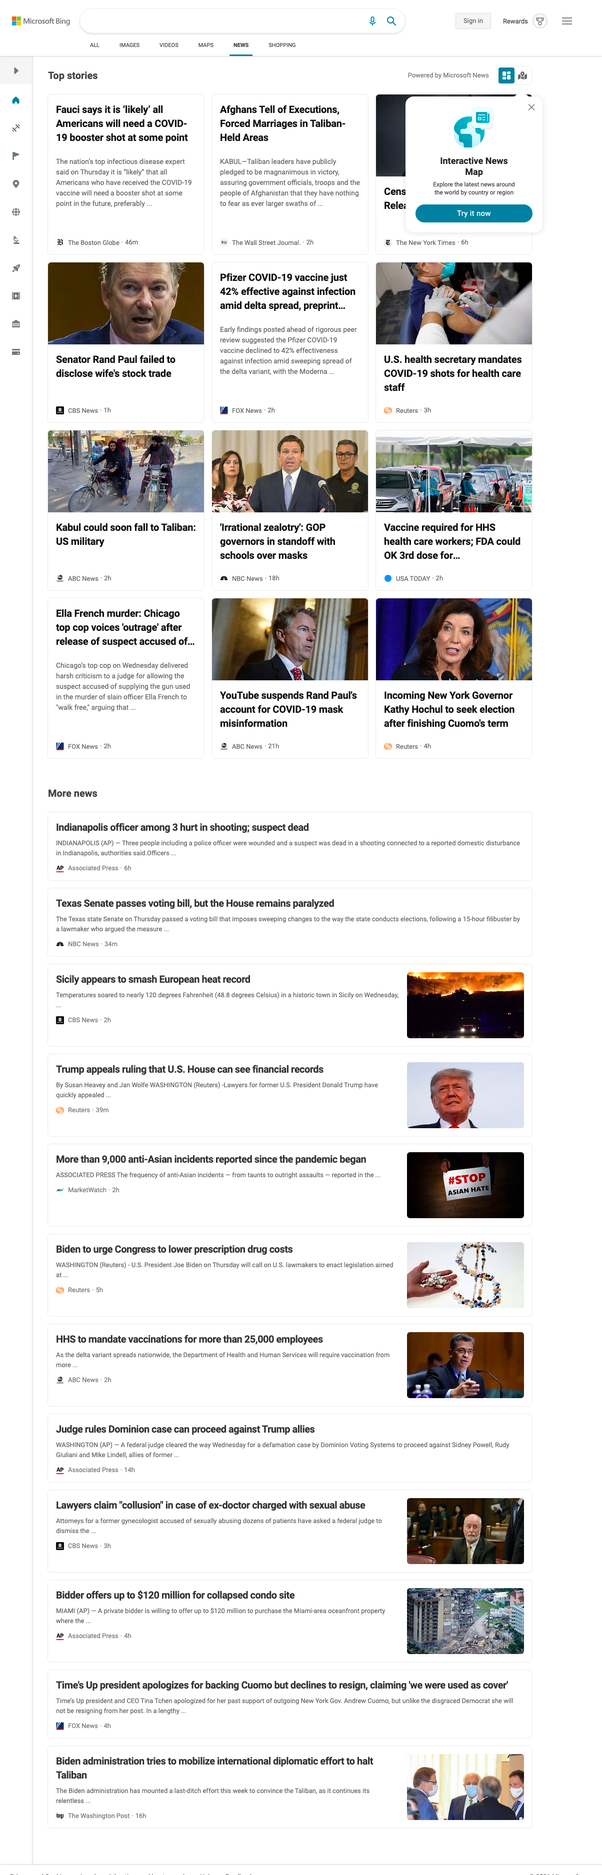 Microsoft Bing
Sign in
Rewards
ALL IMAGES VIDEOS MAPS NEWS SHOPPING
Top stories
Powered by Microsoft News
Fauci says it is ‘likely’ all
Americans will need a COVID-
19 booster shot at some point
The nation's top infectious disease expert
said on Thursday it is “likely” that all
Americans who have received the COVID-19
vaccine will need a booster shot at some
point in the future, preferably ...
The Boston Globe · 46m
Afghans Tell of Executions,
Forced Marriages in Taliban-
Held Areas
KABUL—Taliban leaders have publicly
pledged to be magnanimous in victory,
assuring government officials, troops and the
people of Afghanistan that they have nothing
to fear as ever larger swaths of ...
The Wall Street Journal. · 2h
Cens
Relea
The New York Times · 6h
Interactive News
Map
Explore the latest news around
the world by country or region
Try it now
Senator Rand Paul failed to
disclose wife's stock trade
CBS News · 1h
Pfizer COVID-19 vaccine just
42% effective against infection
amid delta spread, preprint...
Early findings posted ahead of rigorous peer
review suggested the Pfizer COVID-19
vaccine declined to 42% effectiveness
against infection amid sweeping spread of
the delta variant, with the Moderna ...
FOX News · 2h
U.S. health secretary mandates
COVID-19 shots for health care
staff
Reuters · 3h
Kabul could soon fall to Taliban:
US military
ABC News · 2h
'Irrational zealotry': GOP
governors in standoff with
schools over masks
NBC News · 18h
Vaccine required for HHS
health care workers; FDA could
OK 3rd dose for...
USA TODAY · 2h
Ella French murder: Chicago
top cop voices 'outrage' after
release of suspect accused of...
Chicago's top cop on Wednesday delivered
harsh criticism to a judge for allowing the
suspect accused of supplying the gun used
in the murder of slain officer Ella French to
"walk free," arguing that ...
FOX News · 2h
YouTube suspends Rand Paul's
account for COVID-19 mask
misinformation
ABC News · 21h
Incoming New York Governor
Kathy Hochul to seek election
after finishing Cuomo's term
Reuters · 4h
More news
Indianapolis officer among 3 hurt in shooting; suspect dead
INDIANAPOLIS (AP) — Three people including a police officer were wounded and a suspect was dead in a shooting connected to a reported domestic disturbance
in Indianapolis, authorities said.Officers ...
AP Associated Press · 6h
Texas Senate passes voting bill, but the House remains paralyzed
The Texas state Senate on Thursday passed a voting bill that imposes sweeping changes to the way the state conducts elections, following a 15-hour filibuster by
a lawmaker who argued the measure ...
NBC News · 34m
Sicily appears to smash European heat record
Temperatures soared to nearly 120 degrees Fahrenheit (48.8 degrees Celsius) in a historic town in Sicily on Wednesday,
...
CBS News · 2h
Trump appeals ruling that U.S. House can see financial records
By Susan Heavey and Jan Wolfe WASHINGTON (Reuters) -Lawyers for former U.S. President Donald Trump have
quickly appealed ...
Reuters · 39m
More than 9,000 anti-Asian incidents reported since the pandemic began
ASSOCIATED PRESS The frequency of anti-Asian incidents — from taunts to outright assaults — reported in the ...
MarketWatch · 2h
#STOP
ASIAN HATE
Biden to urge Congress to lower prescription drug costs
WASHINGTON (Reuters) - U.S. President Joe Biden on Thursday will call on U.S. lawmakers to enact legislation aimed
at ...
Reuters · 5h
HHS to mandate vaccinations for more than 25,000 employees
As the delta variant spreads nationwide, the Department of Health and Human Services will require vaccination from
more ...
ABC News · 2h
Judge rules Dominion case can proceed against Trump allies
WASHINGTON (AP) — A federal judge cleared the way Wednesday for a defamation case by Dominion Voting Systems to proceed against Sidney Powell, Rudy
Giuliani and Mike Lindell, allies of former ...
AP Associated Press · 14h
Lawyers claim "collusion" in case of ex-doctor charged with sexual abuse
Attorneys for a former gynecologist accused of sexually abusing dozens of patients have asked a federal judge to
dismiss the ...
CBS News · 3h
Bidder offers up to $120 million for collapsed condo site
MIAMI (AP) — A private bidder is willing to offer up to $120 million to purchase the Miami-area oceanfront property
where the ...
AP Associated Press · 4h
Time's Up president apologizes for backing Cuomo but declines to resign, claiming 'we were used as cover'
Time's Up president and CEO Tina Tchen apologized for her past support of outgoing New York Gov. Andrew Cuomo, but unlike the disgraced Democrat she will
not be resigning from her post. In a lengthy ...
FOX News · 4h
Biden administration tries to mobilize international diplomatic effort to halt
Taliban
The Biden administration has mounted a last-ditch effort this week to convince the Taliban, as it continues its
relentless ...
wp The Washington Post · 16h